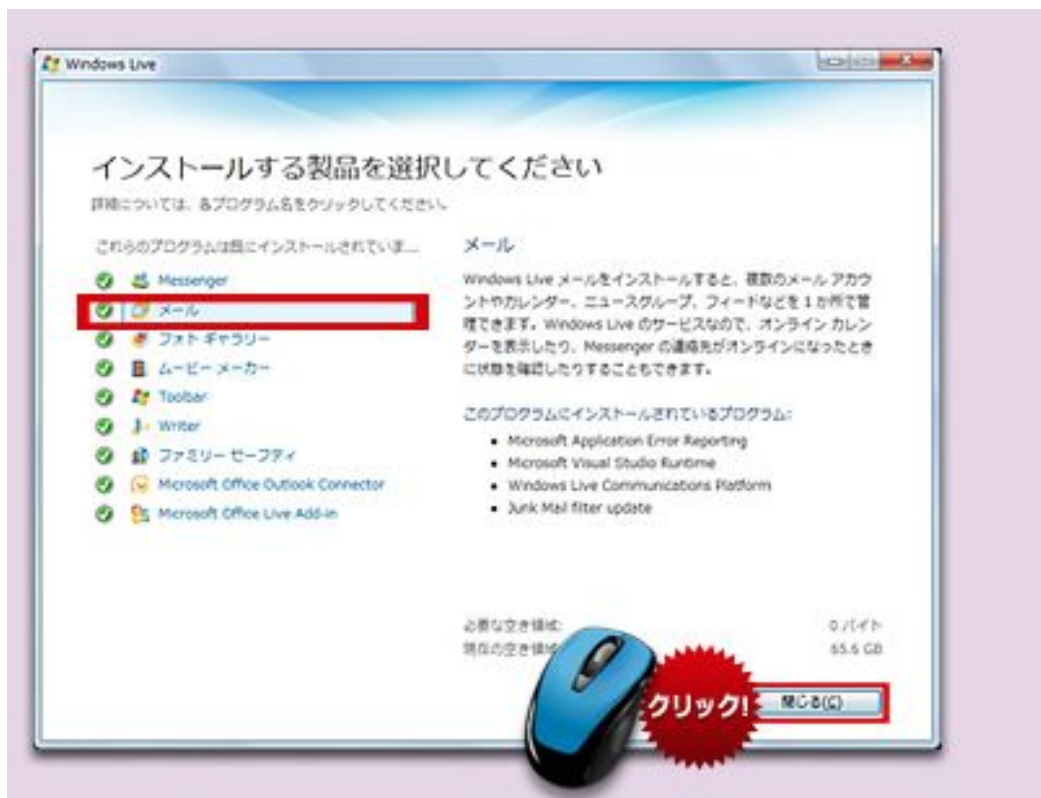 Windows Live
インストールする製品を選択してください
詳細については、各プログラム名をクリックしてください。
これらのプログラムは既にインストールされていま...
Messenger
メール
フォト ギャラリー
ムービー メーカー
Toolbar
Writer
ファミリー セーフティ
Microsoft Office Outlook Connector
Microsoft Office Live Add-in
メール
Windows Live メールをインストールすると、複数のメール アカウ
ントやカレンダー、ニュースグループ、フィードなどを 1 か所で管
理できます。Windows Live のサービスなので、オンライン カレン
ダーを表示したり、Messenger の連絡先がオンラインになったとき
に状態を確認したりすることもできます。
このプログラムにインストールされているプログラム:
Microsoft Application Error Reporting
Microsoft Visual Studio Runtime
Windows Live Communications Platform
Junk Mail filter update
必要な空き領域: 0 バイト
現在の空き領域 65.6 GB
クリック! 閉じる(C)